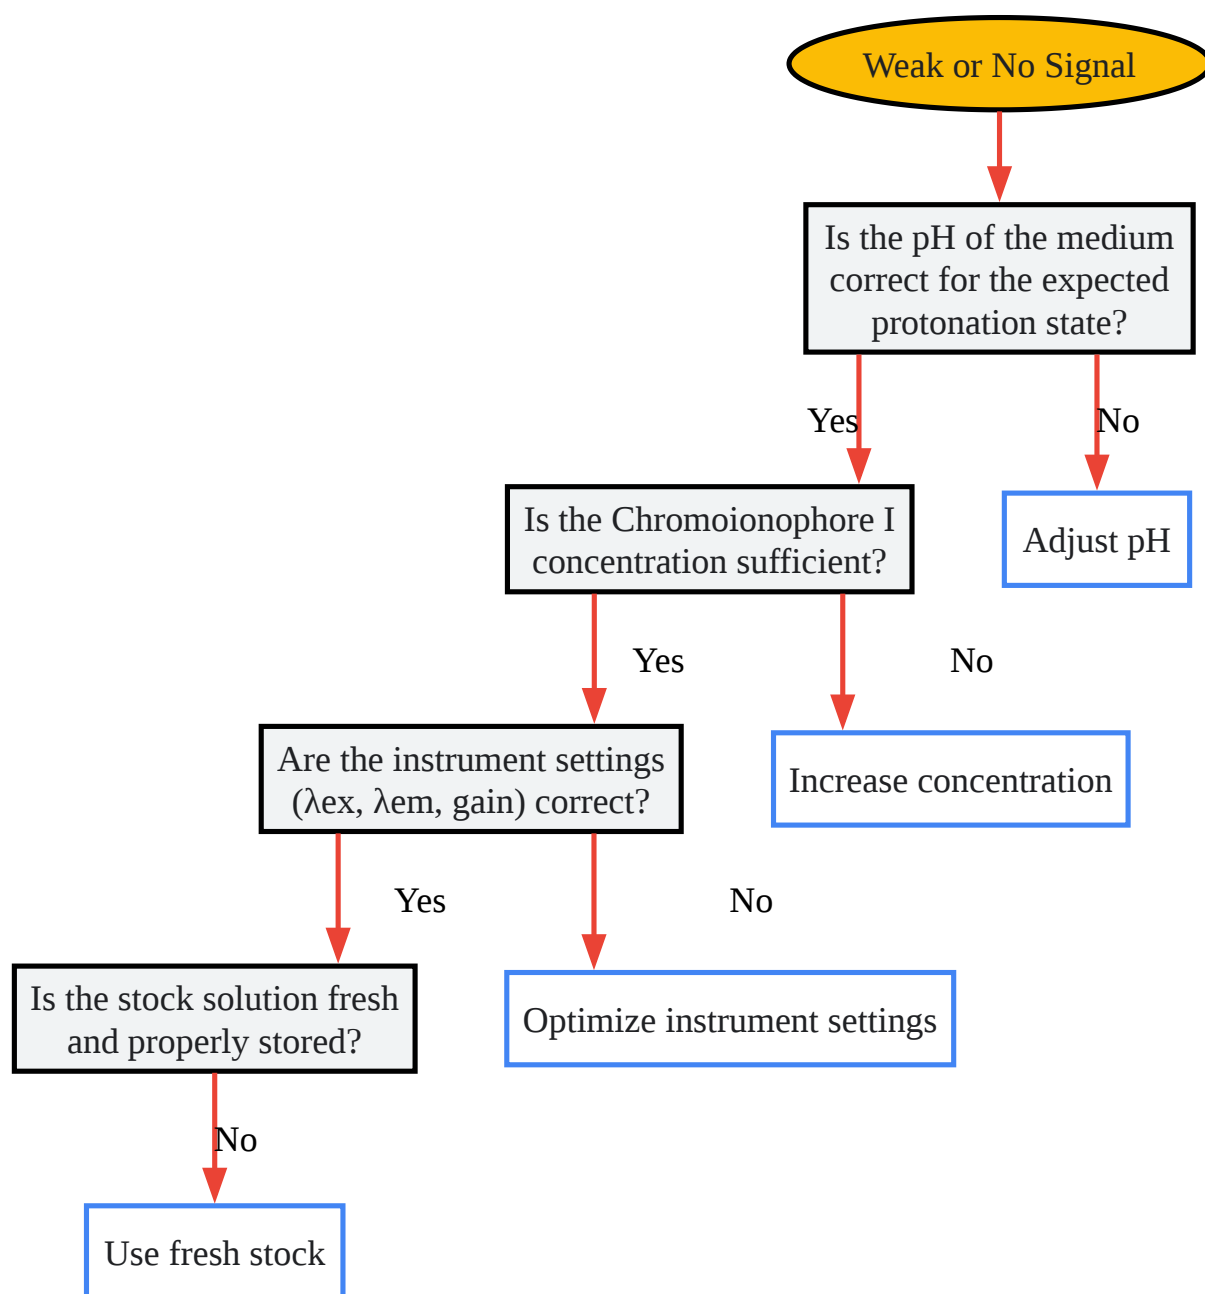 Weak or No Signal
Is the pH of the medium
correct for the expected
protonation state?
Yes
No
Is the Chromoionophore I
concentration sufficient?
Adjust pH
Yes
No
Are the instrument settings
(λex, λem, gain) correct?
Increase concentration
Yes
No
Is the stock solution fresh
and properly stored?
Optimize instrument settings
No
Use fresh stock